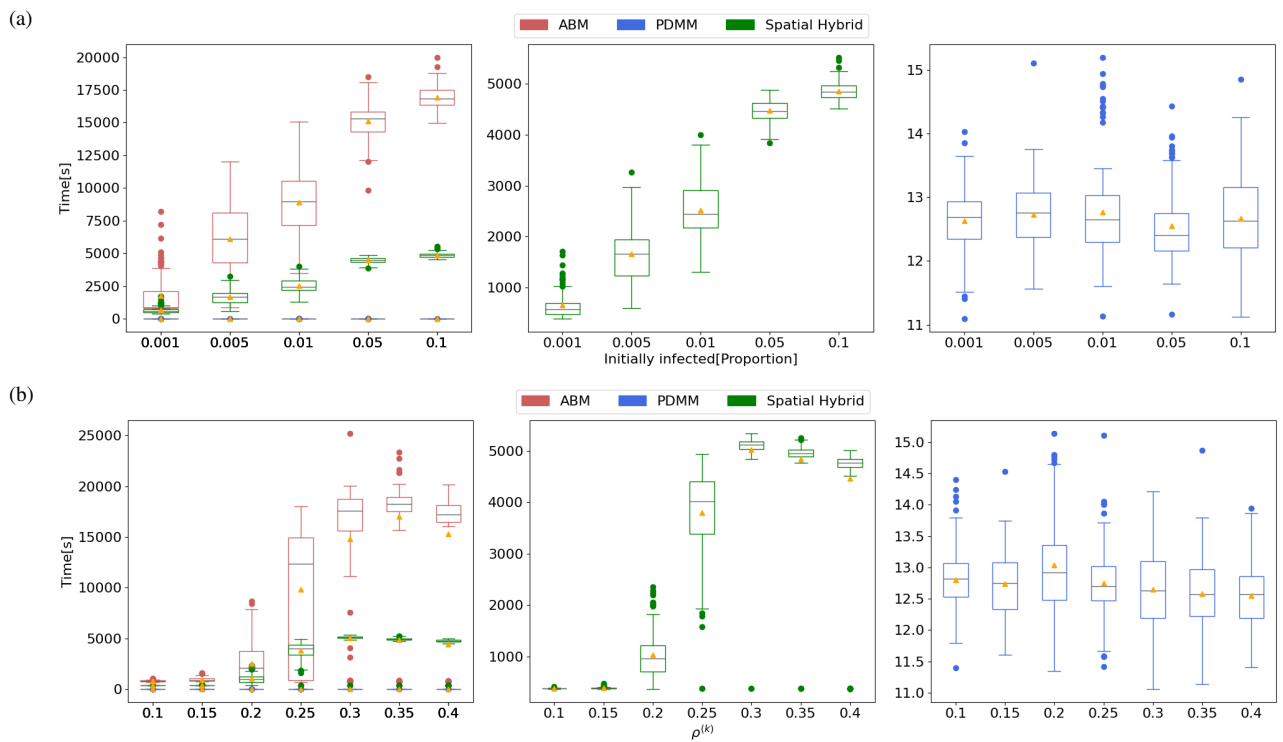 (a)
ABM PDMM Spatial Hybrid
Time[s]
20000
17500
15000
12500
10000
7500
5000
2500
0
0.001 0.005 0.01 0.05 0.1
5000
4000
3000
2000
1000
0.001 0.005 0.01 0.05 0.1
Initially infected[Proportion]
15
14
13
12
11
0.001 0.005 0.01 0.05 0.1
(b)
ABM PDMM Spatial Hybrid
Time[s]
25000
20000
15000
10000
5000
0
0.1 0.15 0.2 0.25 0.3 0.35 0.4
5000
4000
3000
2000
1000
0.1 0.15 0.2 0.25 0.3 0.35 0.4
ρ^(k)
15.0
14.5
14.0
13.5
13.0
12.5
12.0
11.5
11.0
0.1 0.15 0.2 0.25 0.3 0.35 0.4